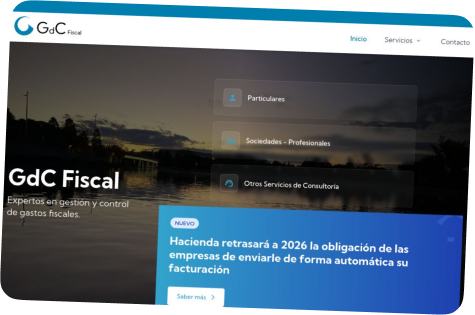 GdC Fiscal
Inicio Servicios Contacto
Particulares
Sociedades - Profesionales
Otros Servicios de Consultoría
GdC Fiscal
Expertos en gestión y control
de gastos fiscales.
NUEVO
Hacienda retrasará a 2026 la obligación de las
empresas de enviarle de forma automática su
facturación
Saber más